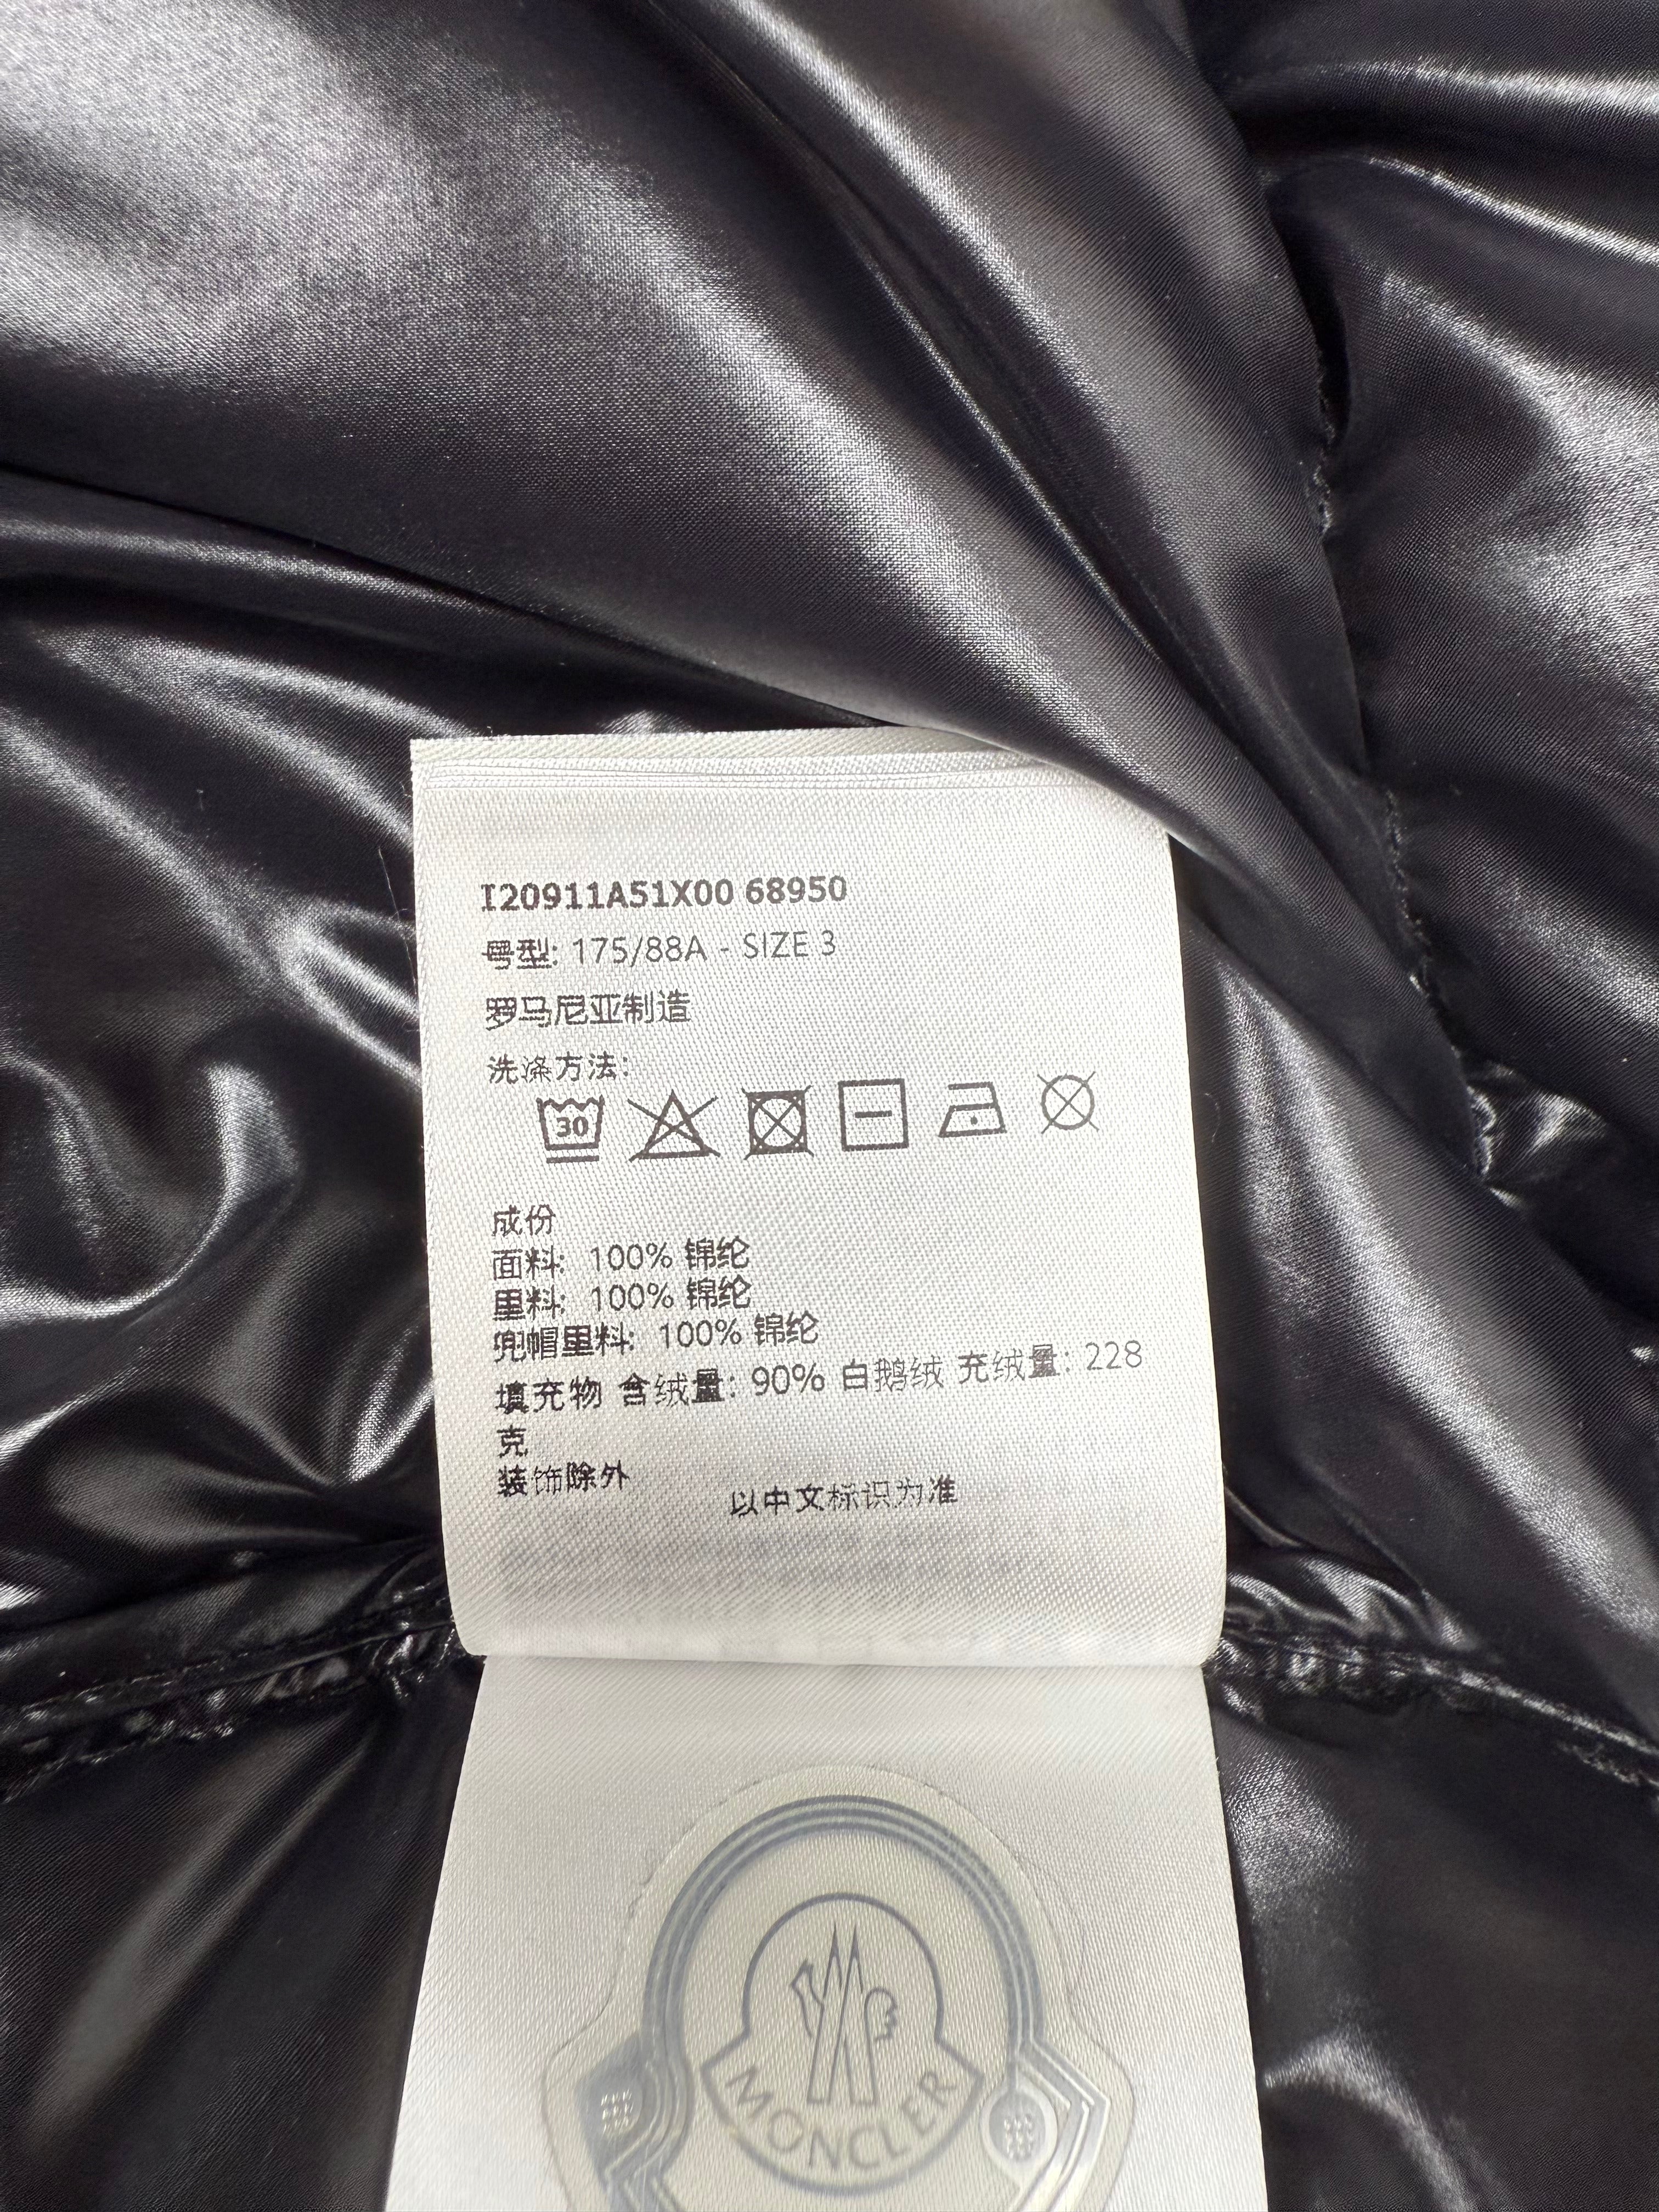 I20911A51X00 68950
号型: 175/88A - SIZE 3
罗马尼亚制造
洗涤方法:
30
成份
面料: 100% 锦纶
里料: 100% 锦纶
兜帽里料: 100% 锦纶
填充物 含绒量: 90% 白鹅绒 充绒量: 228
克
装饰除外
以中文标识为准
MONCLER